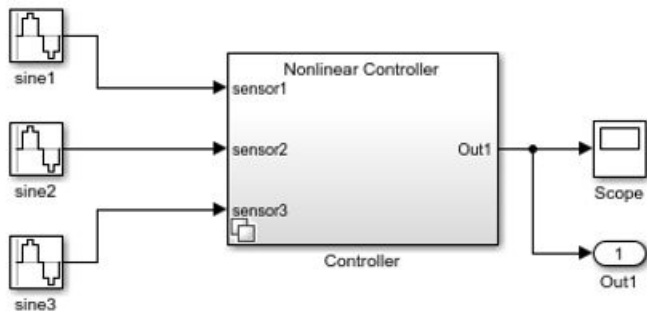 sine1
sine2
sine3
Nonlinear Controller
sensor1
sensor2
sensor3
Out1
Controller
Scope
1
Out1